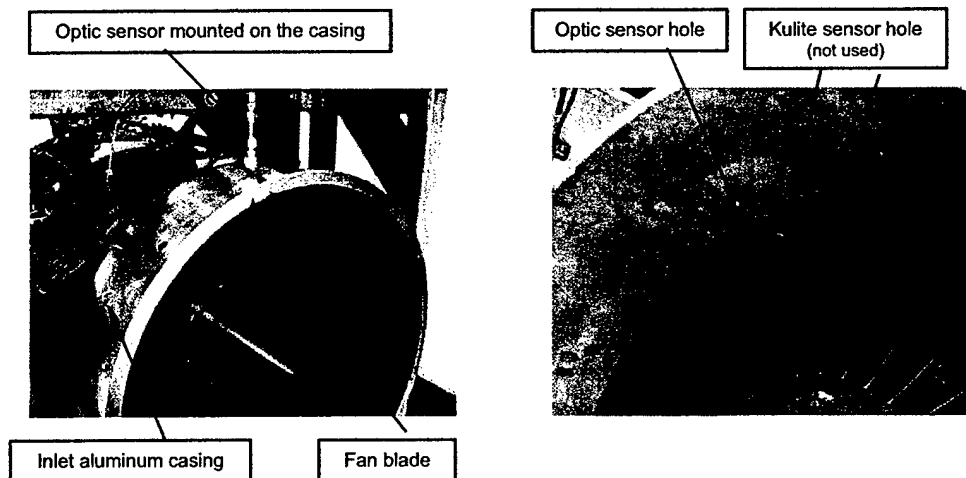 Optic sensor mounted on the casing
Optic sensor hole
Kulite sensor hole
(not used)
Inlet aluminum casing
Fan blade